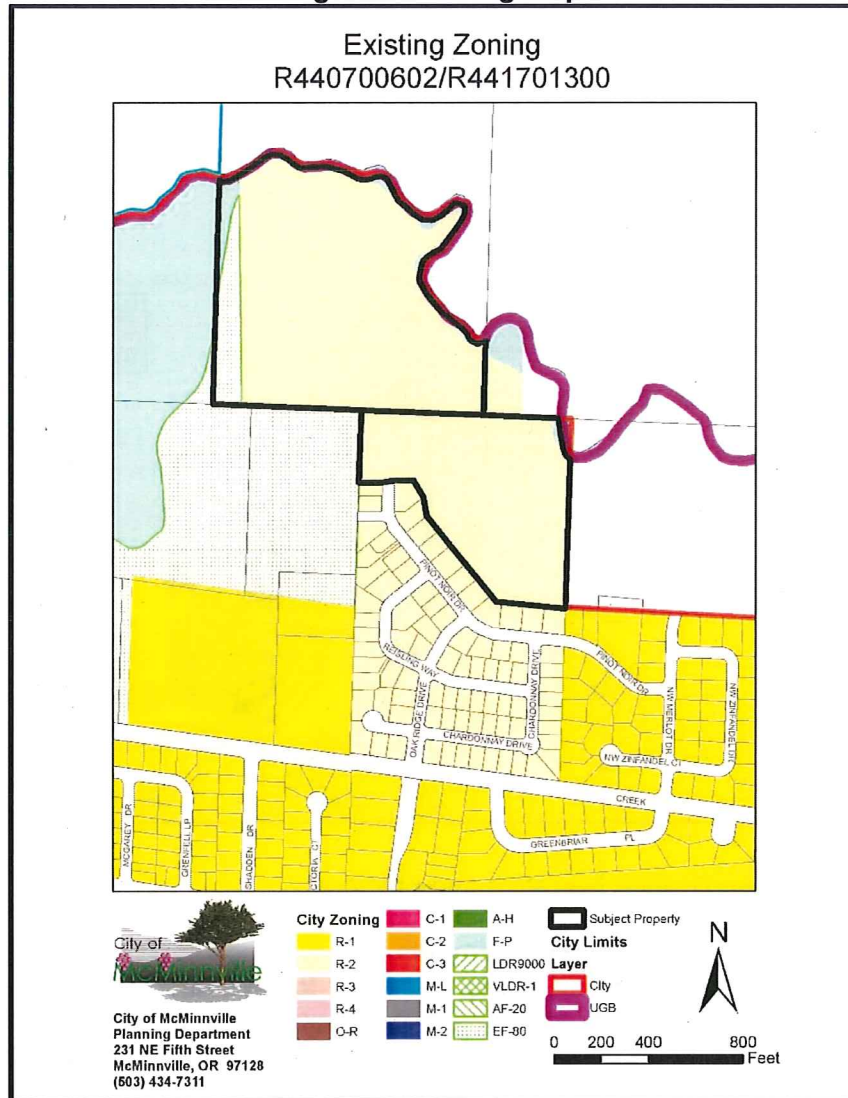 Existing Zoning
R440700602/R441701300
PINOT NOIR DR
REISLING WAY
OAK RIDGE DRIVE
CHARDONNAY DRIVE
CHARDONNAY DRIVE
PINOT NOIR DR
NW MERLOT DR
NW ZINFANDEL DR
NW ZINFANDEL CT
CREEK
GREENBRIAR PL
MCGAREY DR
GRENFELL LP
SHADDEN DR
CTORIA CT
City of
McMinnville
City of McMinnville
Planning Department
231 NE Fifth Street
McMinnville, OR 97128
(503) 434-7311
City Zoning
R-1
R-2
R-3
R-4
O-R
C-1
C-2
C-3
M-L
M-1
M-2
A-H
F-P
LDR9000
VLDR-1
AF-20
EF-80
Subject Property
City Limits
Layer
City
UGB
N
0 200 400 800
Feet